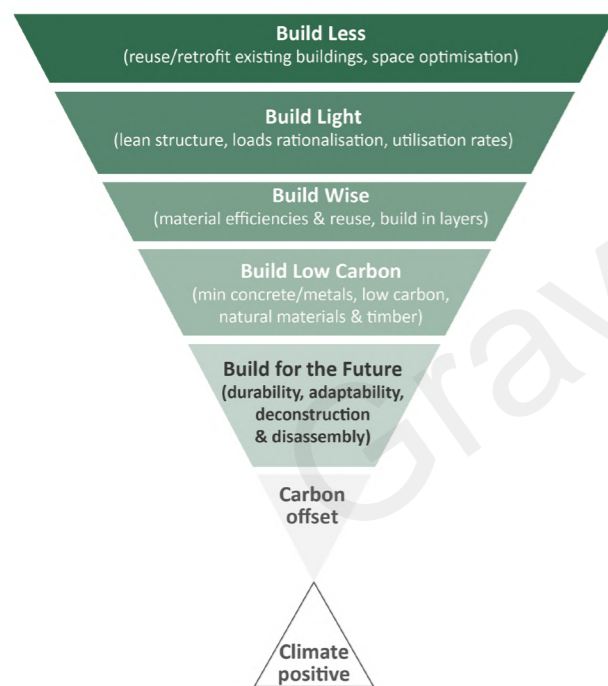 Build Less
(reuse/retrofit existing buildings, space optimisation)
Build Light
(lean structure, loads rationalisation, utilisation rates)
Build Wise
(material efficiencies & reuse, build in layers)
Build Low Carbon
(min concrete/metals, low carbon,
natural materials & timber)
Build for the Future
(durability, adaptability,
deconstruction
& disassembly)
Carbon
offset
Climate
positive